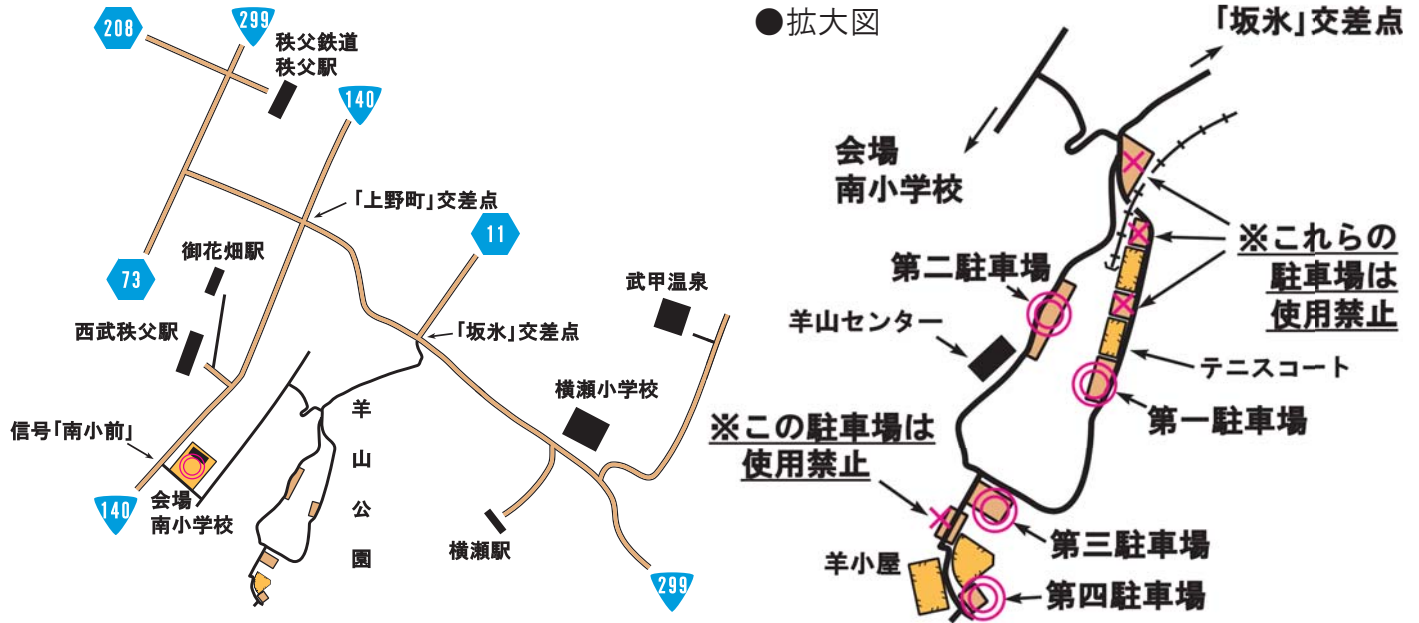 208
299
秩父鉄道
秩父駅
140
「上野町」交差点
11
73
御花畑駅
西武秩父駅
武甲温泉
「坂氷」交差点
横瀬小学校
羊山公園
信号「南小前」
140
会場
南小学校
横瀬駅
299
●拡大図
「坂氷」交差点
会場
南小学校
※これらの
駐車場は
使用禁止
第二駐車場
羊山センター
テニスコート
第一駐車場
※この駐車場は
使用禁止
第三駐車場
羊小屋
第四駐車場